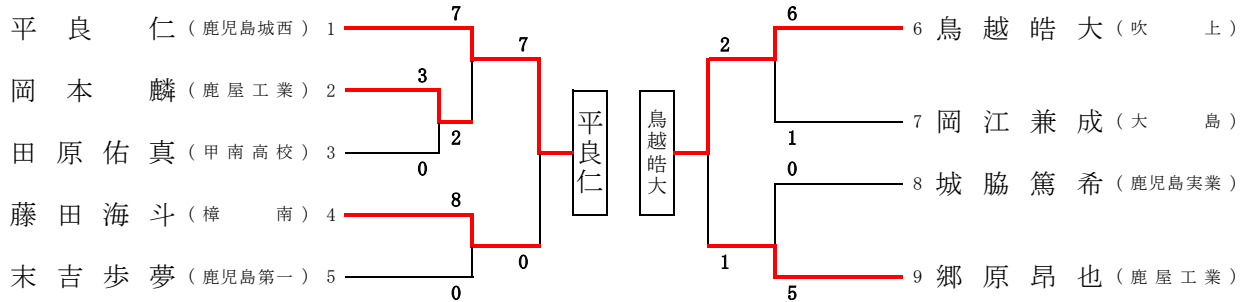 平良仁（鹿児島城西）1
岡本麟（鹿屋工業）2
田原佑真（甲南高校）3
藤田海斗（樟南）4
末吉歩夢（鹿児島第一）5
7
7
3
2
0
8
0
0
平良仁
鳥越皓大
6
2
1
0
1
5
6 鳥越皓大（吹上）
7 岡江兼成（大島）
8 城脇篤希（鹿児島実業）
9 郷原昂也（鹿屋工業）